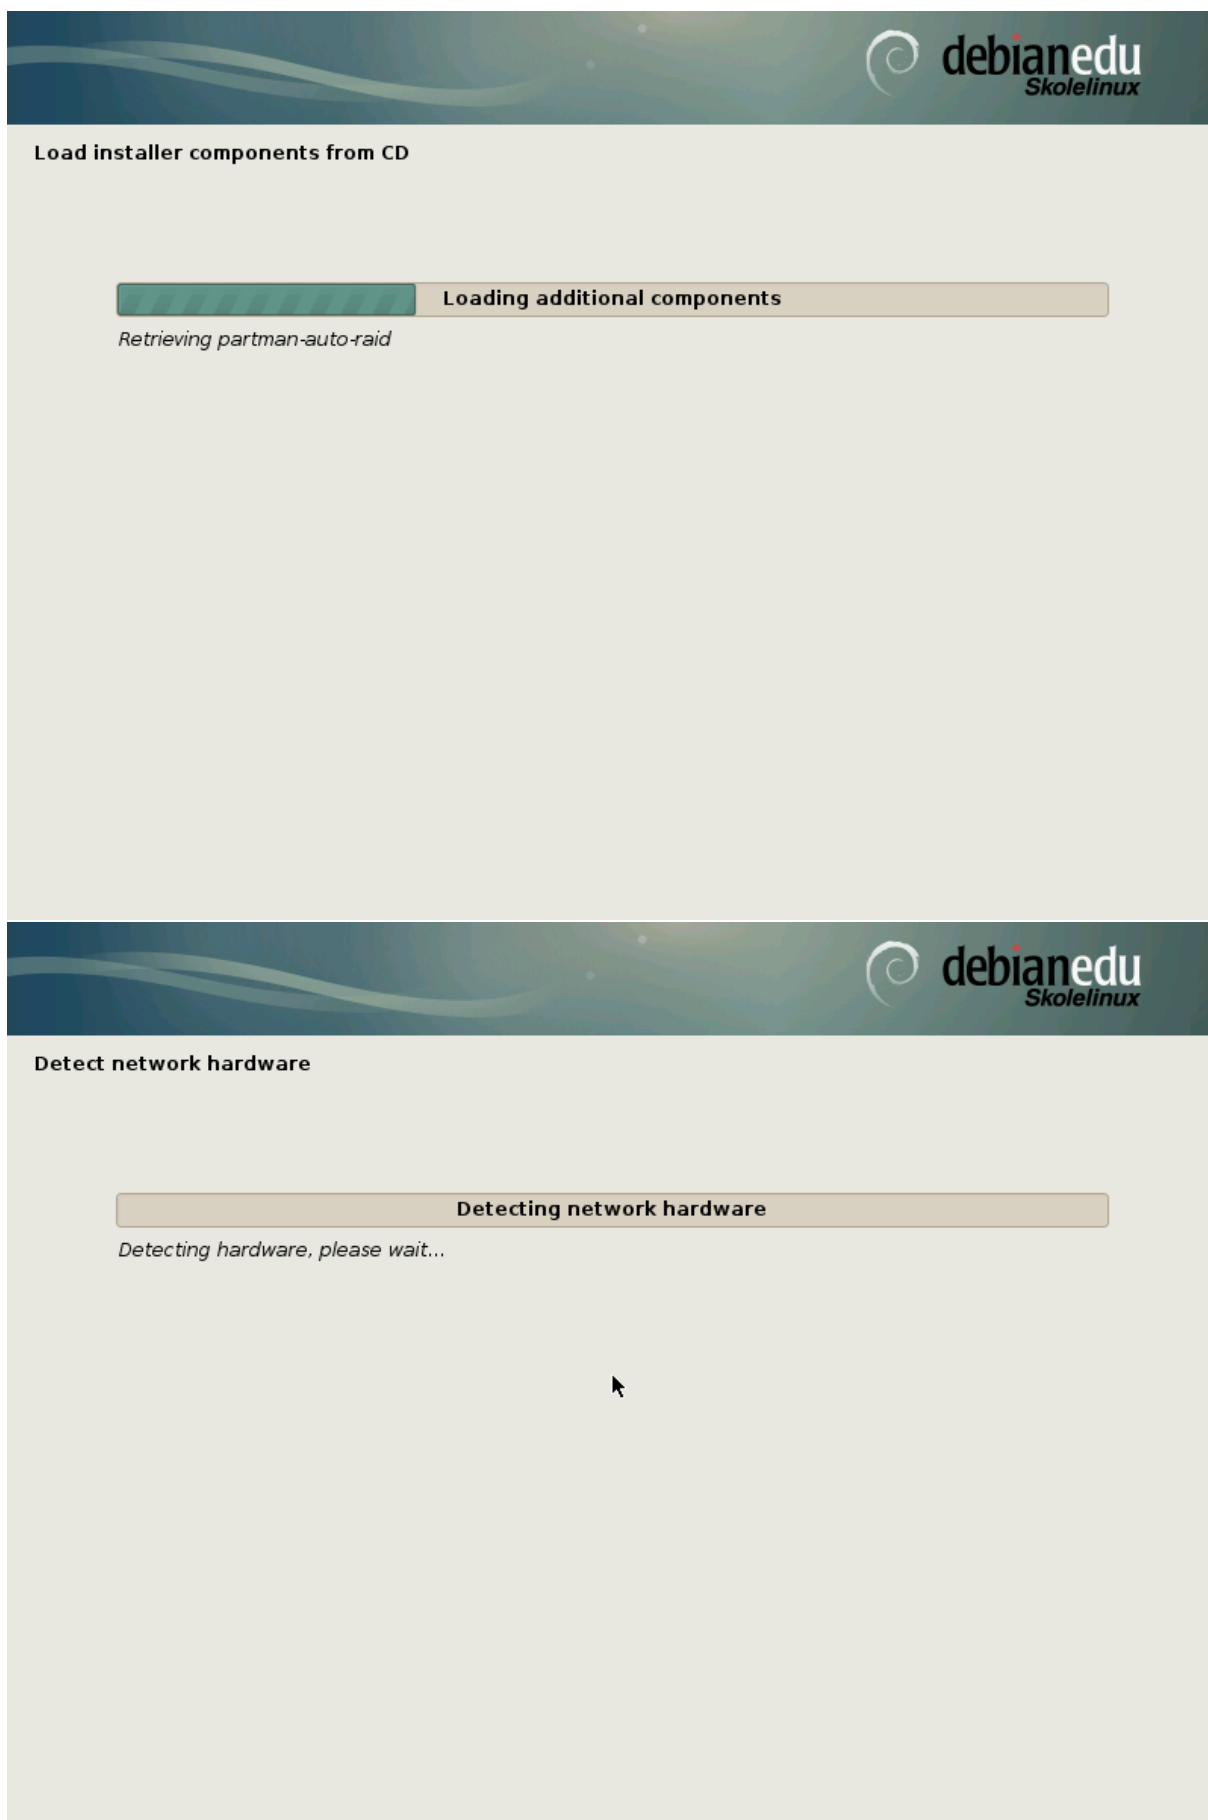 debianedu
Skolelinux
Load installer components from CD
Loading additional components
Retrieving partman-auto-raid
debianedu
Skolelinux
Detect network hardware
Detecting network hardware
Detecting hardware, please wait...